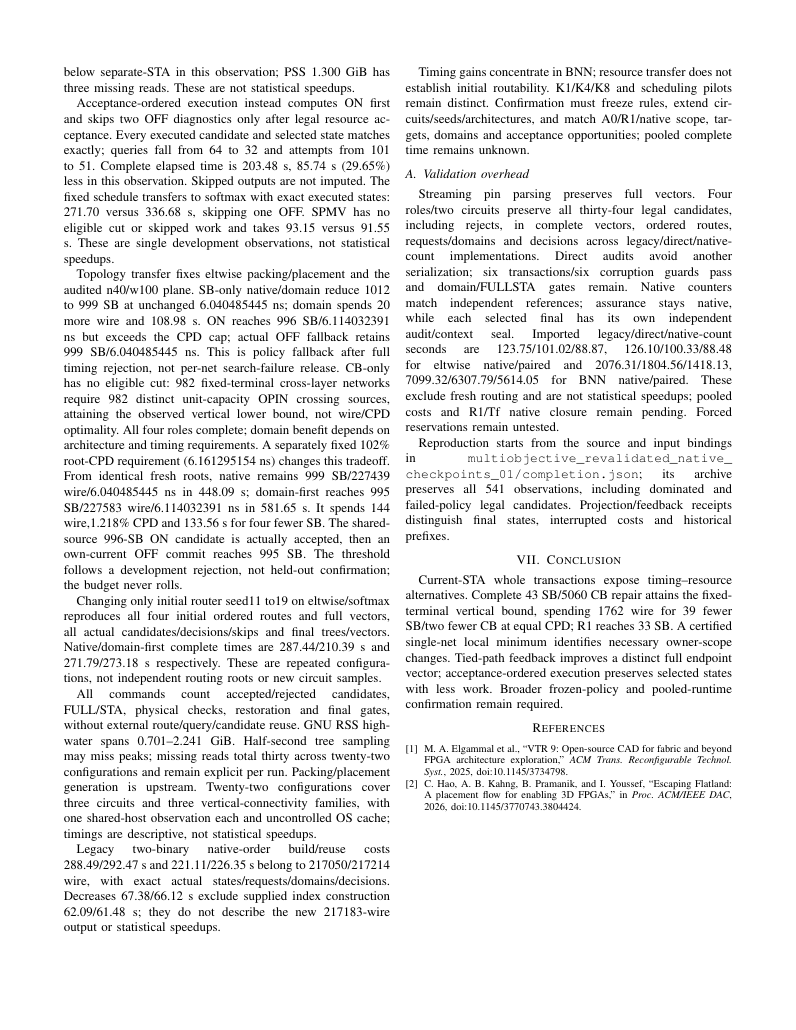 below separate-STA in this observation; PSS 1.300 GiB has
three missing reads. These are not statistical speedups.
Acceptance-ordered execution instead computes ON first
and skips two OFF diagnostics only after legal resource ac-
ceptance. Every executed candidate and selected state matches
exactly; queries fall from 64 to 32 and attempts from 101
to 51. Complete elapsed time is 203.48 s, 85.74 s (29.65%)
less in this observation. Skipped outputs are not imputed. The
fixed schedule transfers to softmax with exact executed states:
271.70 versus 336.68 s, skipping one OFF. SPMV has no
eligible cut or skipped work and takes 93.15 versus 91.55
s. These are single development observations, not statistical
speedups.
Topology transfer fixes eltwise packing/placement and the
audited n40/w100 plane. SB-only native/domain reduce 1012
to 999 SB at unchanged 6.040485445 ns; domain spends 20
more wire and 108.98 s. ON reaches 996 SB/6.114032391
ns but exceeds the CPD cap; actual OFF fallback retains
999 SB/6.040485445 ns. This is policy fallback after full
timing rejection, not per-net search-failure release. CB-only
has no eligible cut: 982 fixed-terminal cross-layer networks
require 982 distinct unit-capacity OPIN crossing sources,
attaining the observed vertical lower bound, not wire/CPD
optimality. All four roles complete; domain benefit depends on
architecture and timing requirements. A separately fixed 102%
root-CPD requirement (6.161295154 ns) changes this tradeoff.
From identical fresh roots, native remains 999 SB/227439
wire/6.040485445 ns in 448.09 s; domain-first reaches 995
SB/227583 wire/6.114032391 ns in 581.65 s. It spends 144
wire,1.218% CPD and 133.56 s for four fewer SB. The shared-
source 996-SB ON candidate is actually accepted, then an
own-current OFF commit reaches 995 SB. The threshold
follows a development rejection, not held-out confirmation;
the budget never rolls.
Changing only initial router seed11 to19 on eltwise/softmax
reproduces all four initial ordered routes and full vectors,
all actual candidates/decisions/skips and final trees/vectors.
Native/domain-first complete times are 287.44/210.39 s and
271.79/273.18 s respectively. These are repeated configura-
tions, not independent routing roots or new circuit samples.
All commands count accepted/rejected candidates,
FULL/STA, physical checks, restoration and final gates,
without external route/query/candidate reuse. GNU RSS high-
water spans 0.701–2.241 GiB. Half-second tree sampling
may miss peaks; missing reads total thirty across twenty-two
configurations and remain explicit per run. Packing/placement
generation is upstream. Twenty-two configurations cover
three circuits and three vertical-connectivity families, with
one shared-host observation each and uncontrolled OS cache;
timings are descriptive, not statistical speedups.
Legacy two-binary native-order build/reuse costs
288.49/292.47 s and 221.11/226.35 s belong to 217050/217214
wire, with exact actual states/requests/domains/decisions.
Decreases 67.38/66.12 s exclude supplied index construction
62.09/61.48 s; they do not describe the new 217183-wire
output or statistical speedups.
Timing gains concentrate in BNN; resource transfer does not
establish initial routability. K1/K4/K8 and scheduling pilots
remain distinct. Confirmation must freeze rules, extend cir-
cuits/seeds/architectures, and match A0/R1/native scope, tar-
gets, domains and acceptance opportunities; pooled complete
time remains unknown.
A. Validation overhead
Streaming pin parsing preserves full vectors. Four
roles/two circuits preserve all thirty-four legal candidates,
including rejects, in complete vectors, ordered routes,
requests/domains and decisions across legacy/direct/native-
count implementations. Direct audits avoid another
serialization; six transactions/six corruption guards pass
and domain/FULLSTA gates remain. Native counters
match independent references; assurance stays native,
while each selected final has its own independent
audit/context seal. Imported legacy/direct/native-count
seconds are 123.75/101.02/88.87, 126.10/100.33/88.48
for eltwise native/paired and 2076.31/1804.56/1418.13,
7099.32/6307.79/5614.05 for BNN native/paired. These
exclude fresh routing and are not statistical speedups; pooled
costs and R1/Tf native closure remain pending. Forced
reservations remain untested.
Reproduction starts from the source and input bindings
in multiobjective_revalidated_native_
checkpoints_01/completion.json; its archive
preserves all 541 observations, including dominated and
failed-policy legal candidates. Projection/feedback receipts
distinguish final states, interrupted costs and historical
prefixes.
VII. CONCLUSION
Current-STA whole transactions expose timing–resource
alternatives. Complete 43 SB/5060 CB repair attains the fixed-
terminal vertical bound, spending 1762 wire for 39 fewer
SB/two fewer CB at equal CPD; R1 reaches 33 SB. A certified
single-net local minimum identifies necessary owner-scope
changes. Tied-path feedback improves a distinct full endpoint
vector; acceptance-ordered execution preserves selected states
with less work. Broader frozen-policy and pooled-runtime
confirmation remain required.
REFERENCES
[1] M. A. Elgammal et al., “VTR 9: Open-source CAD for fabric and beyond
FPGA architecture exploration,” ACM Trans. Reconfigurable Technol.
Syst., 2025, doi:10.1145/3734798.
[2] C. Hao, A. B. Kahng, B. Pramanik, and I. Youssef, “Escaping Flatland:
A placement flow for enabling 3D FPGAs,” in Proc. ACM/IEEE DAC,
2026, doi:10.1145/3770743.3804424.